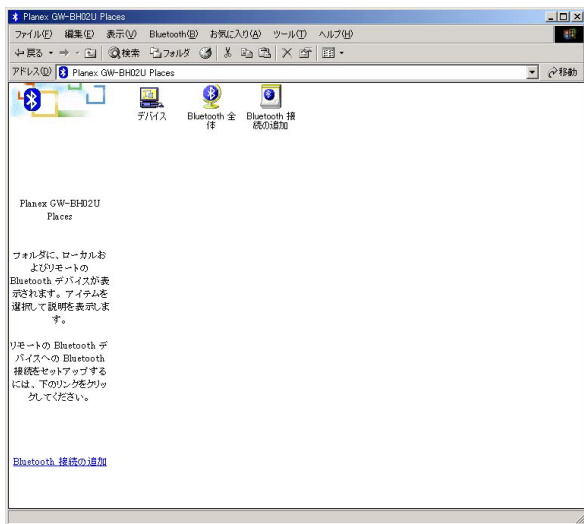 Planex GW-BH02U Places
ファイル(F) 編集(E) 表示(V) Bluetooth(B) お気に入り(A) ツール(T) ヘルプ(H)
戻る 検索 フォルダ
アドレス(D) Planex GW-BH02U Places 移動
デバイス
Bluetooth 全
体
Bluetooth 接
続の追加
Planex GW-BH02U
Places
フォルダに、ローカルお
よびリモートの
Bluetooth デバイスが表
示されます。アイテムを
選択して説明を表示しま
す。
リモートの Bluetooth デ
バイスへの Bluetooth
接続をセットアップする
には、下のリンクをクリッ
クしてください。
Bluetooth 接続の追加